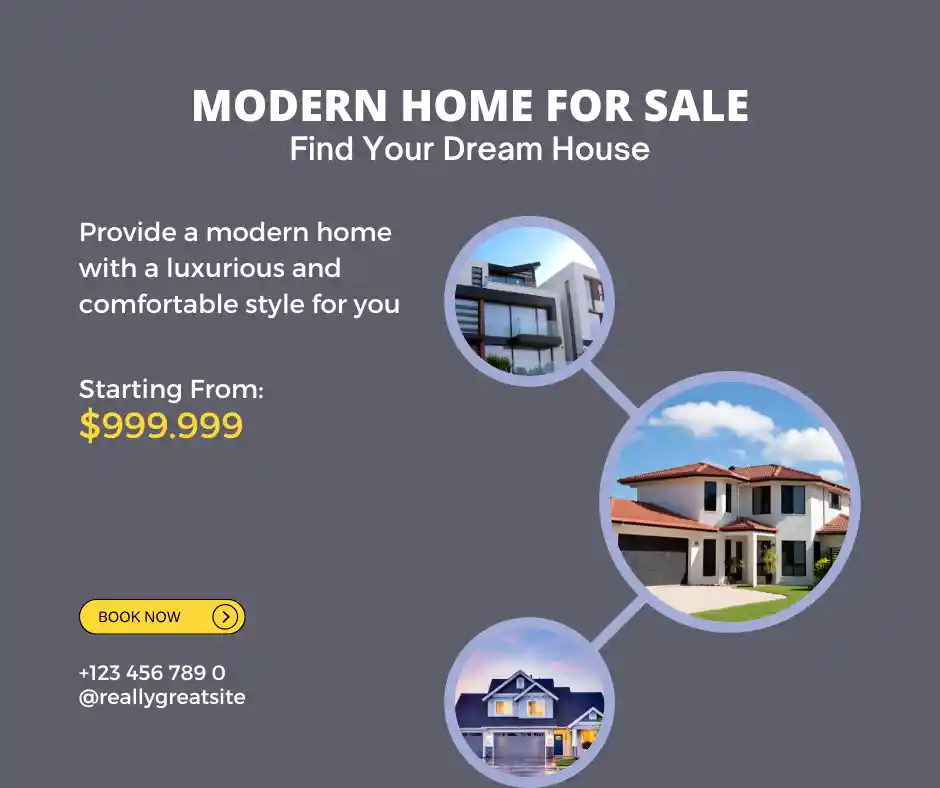 MODERN HOME FOR SALE
Find Your Dream House
Provide a modern home
with a luxurious and
comfortable style for you
Starting From:
$999.999
BOOK NOW
+123 456 789 0
@reallygreatsite